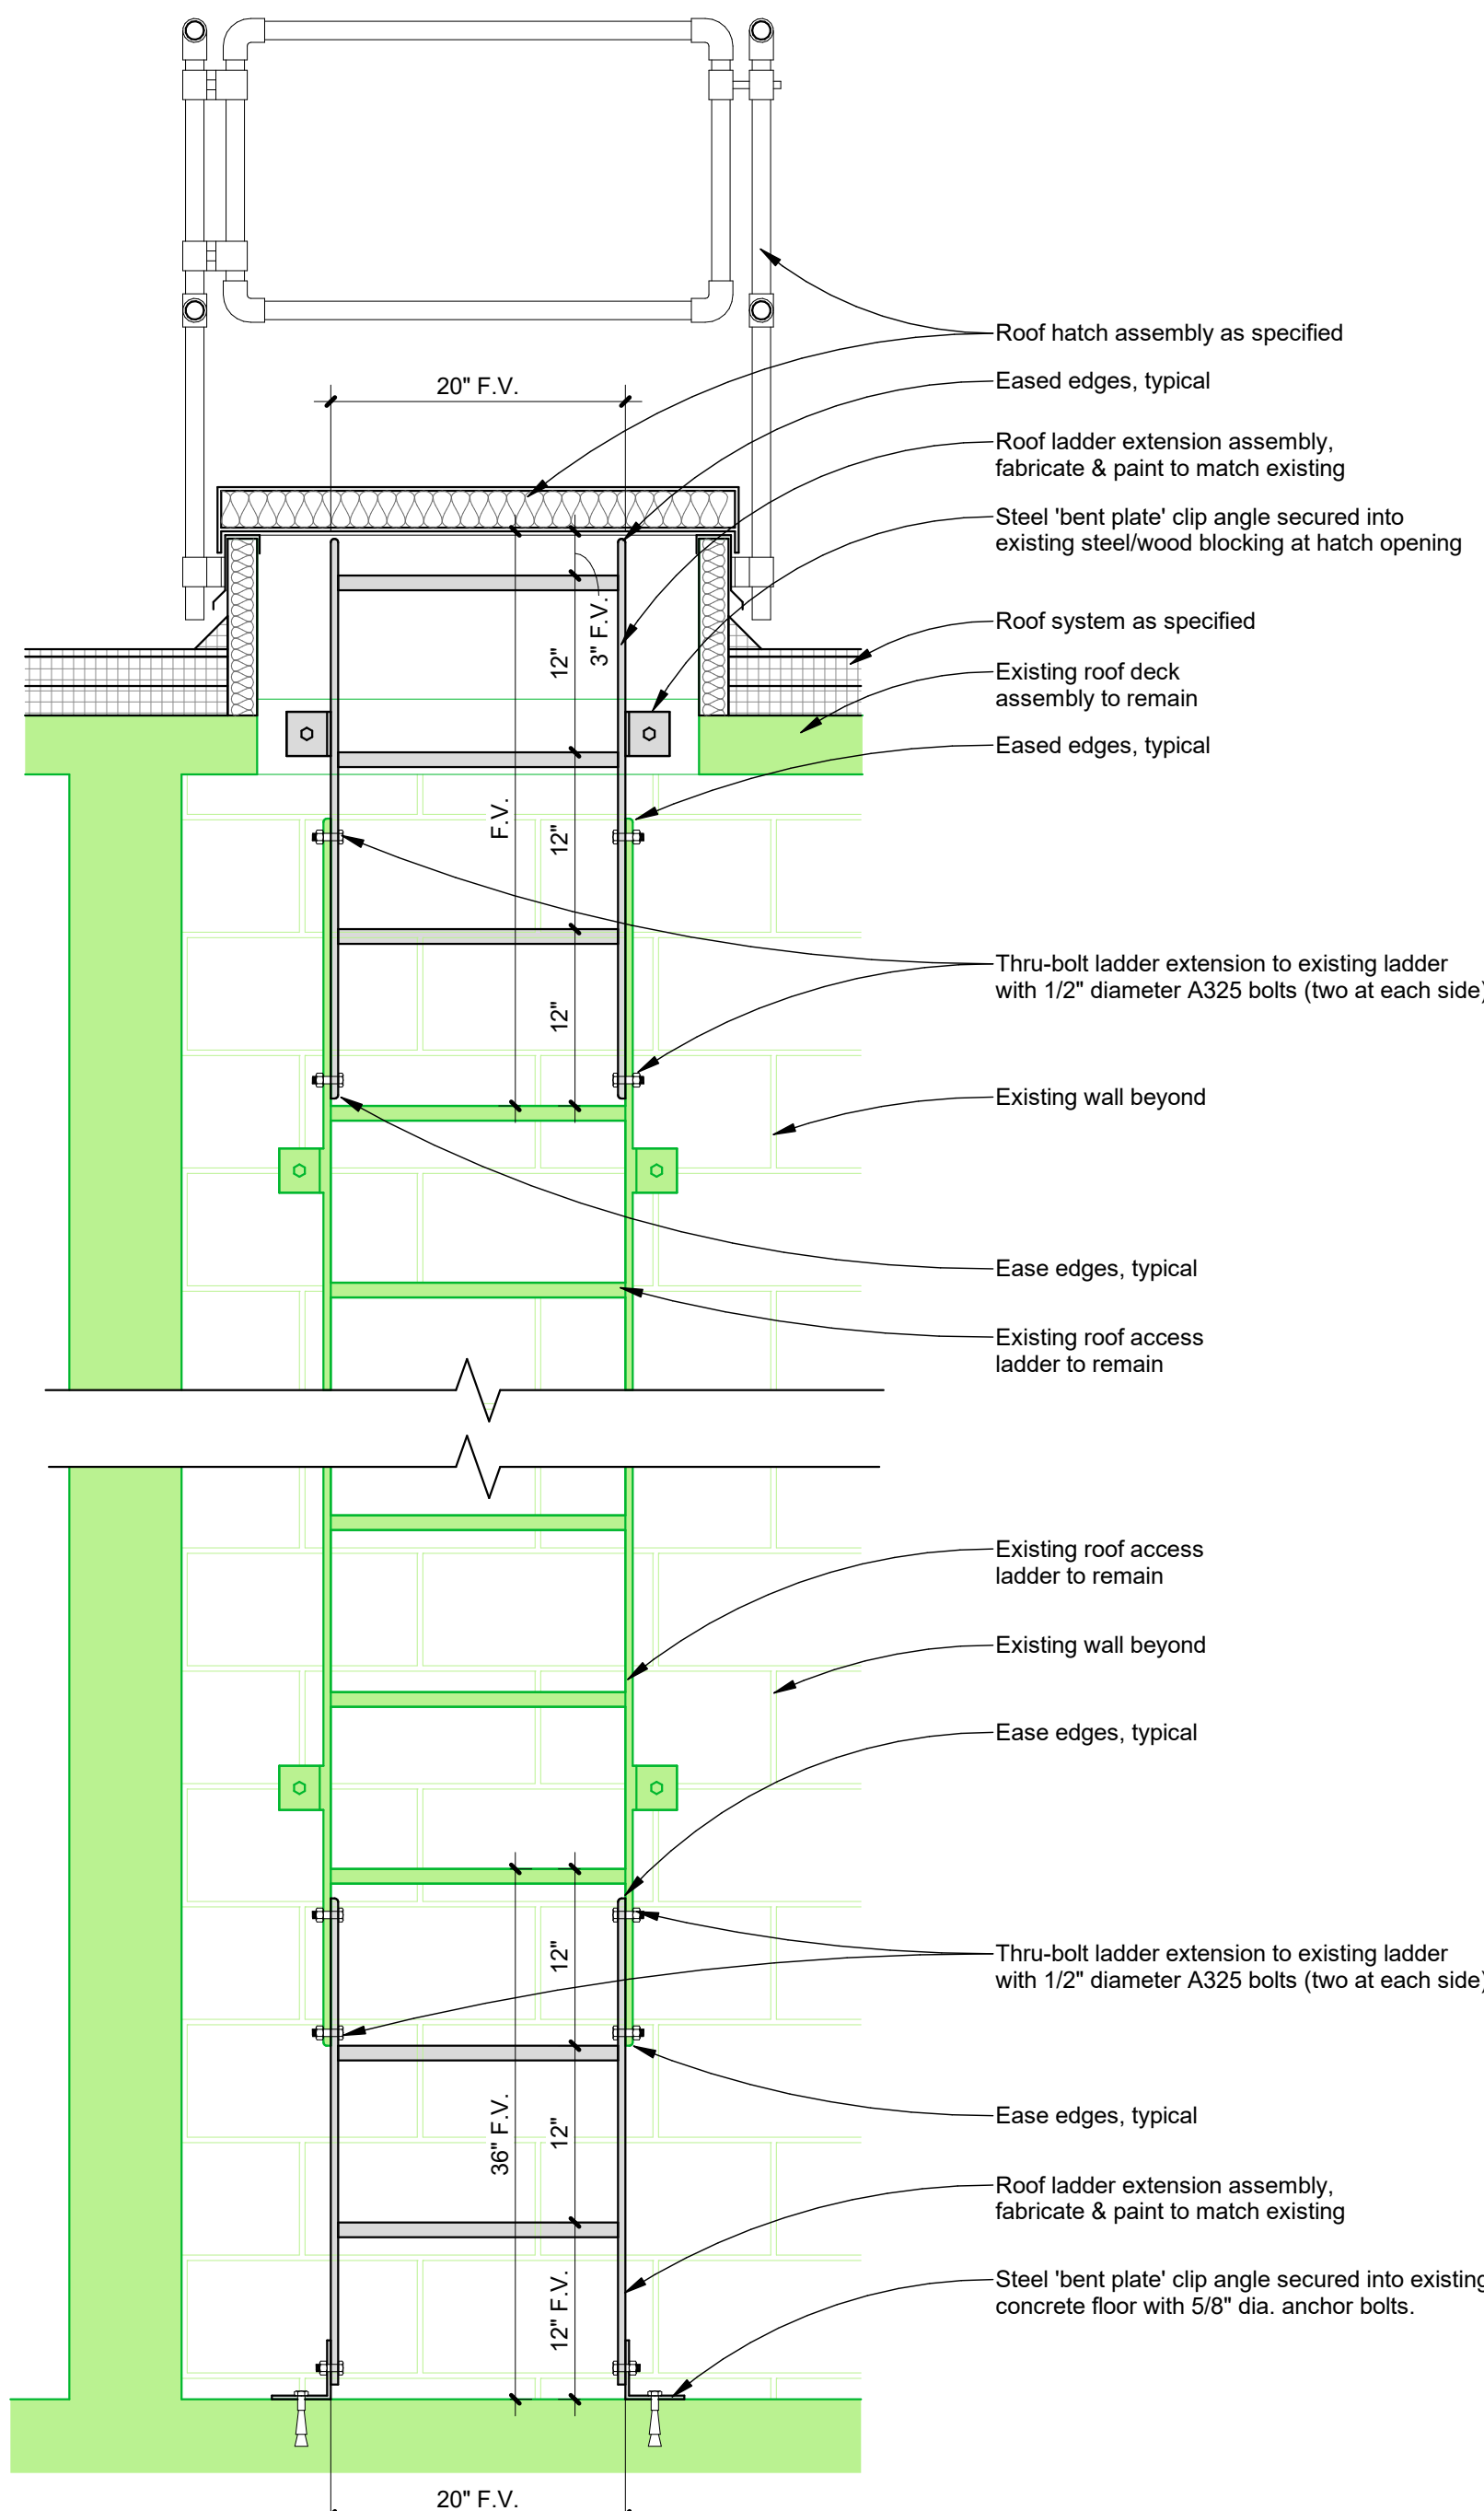 Roof hatch assembly as specified
20" F.V.
Eased edges, typical
Roof ladder extension assembly,
fabricate & paint to match existing
Steel 'bent plate' clip angle secured into
existing steel/wood blocking at hatch opening
3" F.V.
Roof system as specified
12"
Existing roof deck
assembly to remain
Eased edges, typical
F.V.
12"
Thru-bolt ladder extension to existing ladder
with 1/2" diameter A325 bolts (two at each side)
12"
Existing wall beyond
Ease edges, typical
Existing roof access
ladder to remain
Existing roof access
ladder to remain
Existing wall beyond
Ease edges, typical
12"
Thru-bolt ladder extension to existing ladder
with 1/2" diameter A325 bolts (two at each side)
36" F.V.
12"
Ease edges, typical
Roof ladder extension assembly,
fabricate & paint to match existing
12" F.V.
Steel 'bent plate' clip angle secured into existing
concrete floor with 5/8" dia. anchor bolts.
20" F.V.